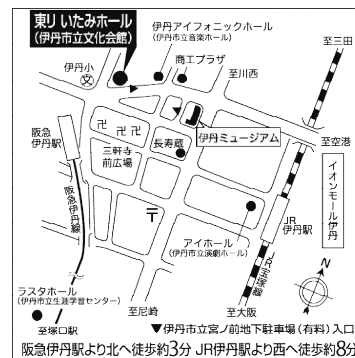 東リ いたみホール
(伊丹市立文化会館)
伊丹アイフォニックホール
(伊丹市立音楽ホール)
至三田
伊丹小
文
商工プラザ
至川西
伊丹ミュージアム
至空港
阪急
伊丹駅
卍
卍 卍
三軒寺
前広場
長寿蔵
阪急伊丹線
〒
アイホール
(伊丹市立演劇ホール)
JR
伊丹駅
イオンモール伊丹
JR宝塚線
N
ラスタホール
(伊丹市立生涯学習センター)
至塚口駅
至尼崎
至大阪
▼伊丹市立宮ノ前地下駐車場(有料)入口
阪急伊丹駅より北へ徒歩約3分 JR伊丹駅より西へ徒歩約8分